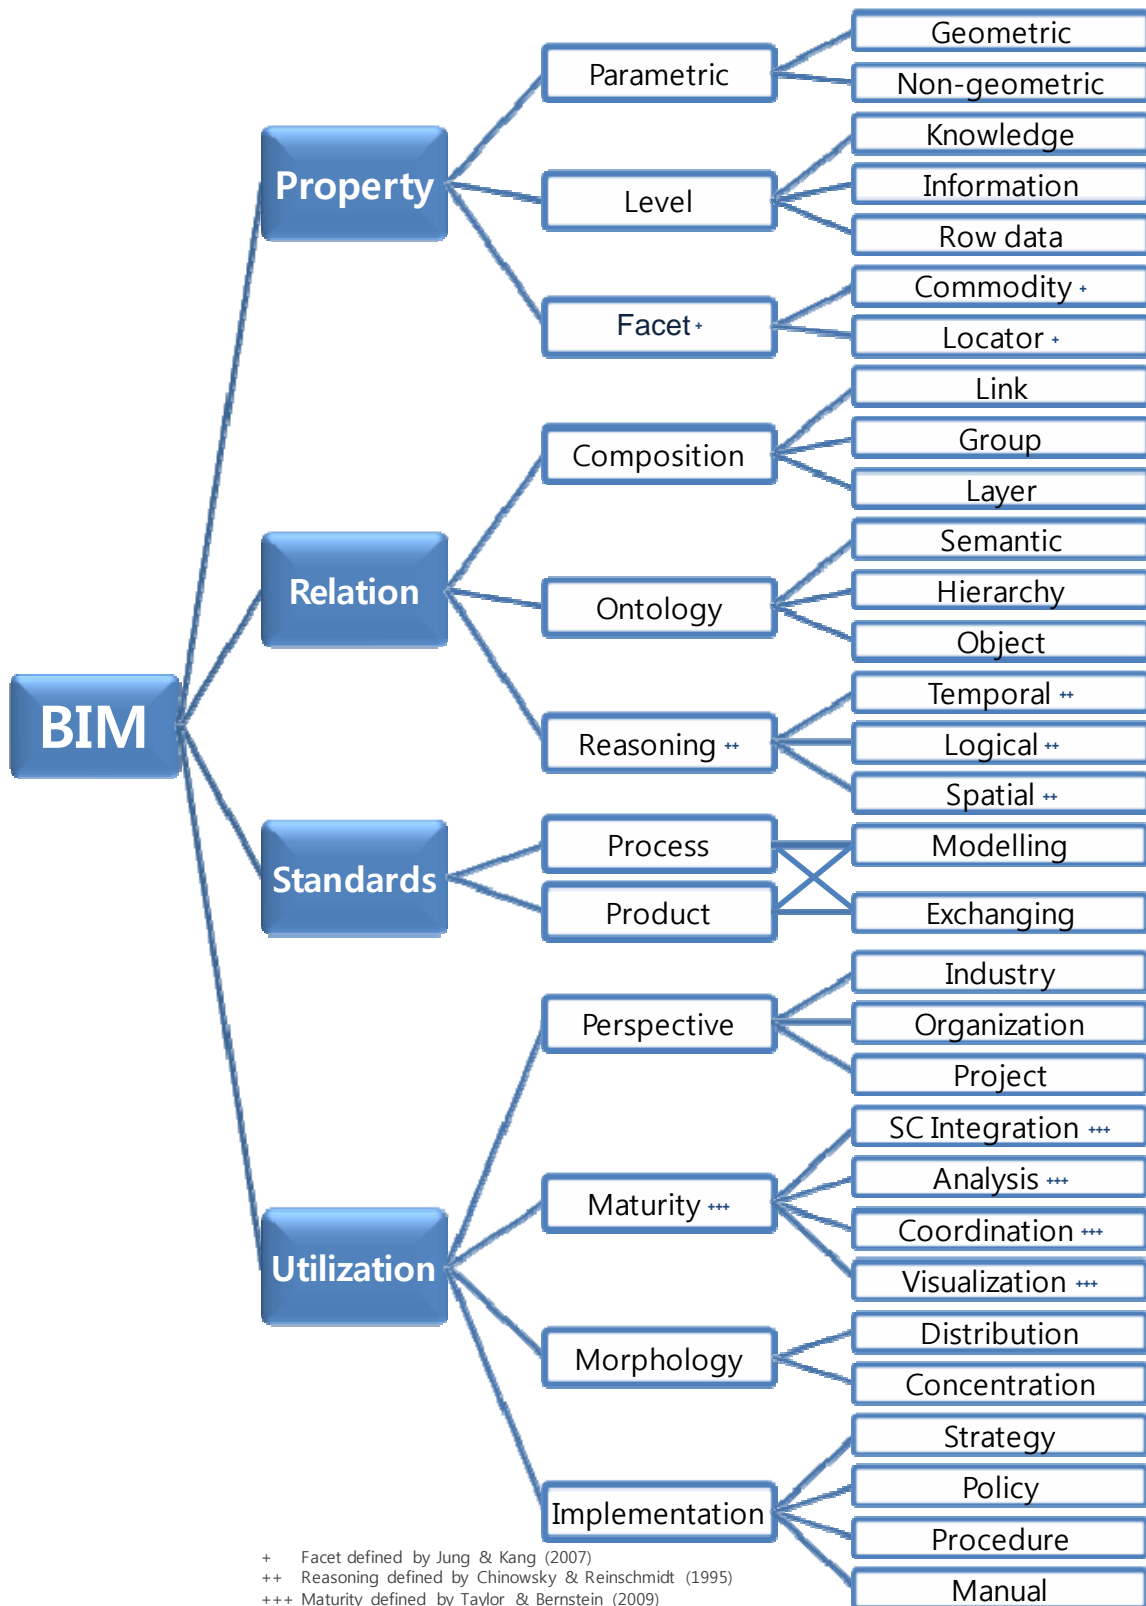 BIM
Property
Parametric
Geometric
Non-geometric
Level
Knowledge
Information
Row data
Facet +
Commodity +
Locator +
Relation
Composition
Link
Group
Layer
Ontology
Semantic
Hierarchy
Object
Reasoning ++
Temporal ++
Logical ++
Spatial ++
Standards
Process
Product
Modelling
Exchanging
Utilization
Perspective
Industry
Organization
Project
Maturity +++
SC Integration +++
Analysis +++
Coordination +++
Visualization +++
Morphology
Distribution
Concentration
Implementation
Strategy
Policy
Procedure
Manual
+ Facet defined by Jung & Kang (2007)
++ Reasoning defined by Chinowsky & Reinschmidt (1995)
+++ Maturity defined by Taylor & Bernstein (2009)